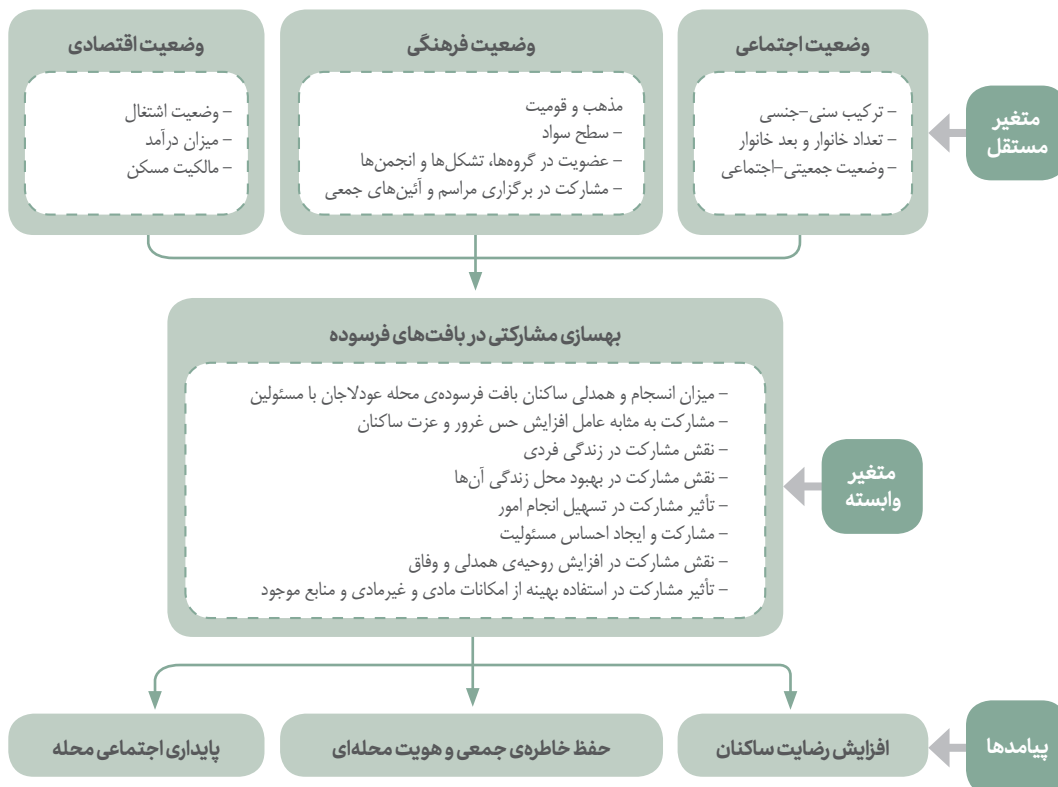 متغیر
مستقل
وضعیت اجتماعی
– ترکیب سنی–جنسی
– تعداد خانوار و بعد خانوار
– وضعیت جمعیتی–اجتماعی
وضعیت فرهنگی
مذهب و قومیت
– سطح سواد
– عضویت در گروه‌ها، تشکل‌ها و انجمن‌ها
– مشارکت در برگزاری مراسم و آئین‌های جمعی
وضعیت اقتصادی
– وضعیت اشتغال
– میزان درآمد
– مالکیت مسکن
متغیر
وابسته
بهسازی مشارکتی در بافت‌های فرسوده
– میزان انسجام و همدلی ساکنان بافت فرسوده‌ی محله عودلاجان با مسئولین
– مشارکت به مثابه عامل افزایش حس غرور و عزت ساکنان
– نقش مشارکت در زندگی فردی
– نقش مشارکت در بهبود محل زندگی آن‌ها
– تأثیر مشارکت در تسهیل انجام امور
– مشارکت و ایجاد احساس مسئولیت
– نقش مشارکت در افزایش روحیه‌ی همدلی و وفاق
– تأثیر مشارکت در استفاده بهینه از امکانات مادی و غیرمادی و منابع موجود
پیامدها
افزایش رضایت ساکنان
حفظ خاطره‌ی جمعی و هویت محله‌ای
پایداری اجتماعی محله